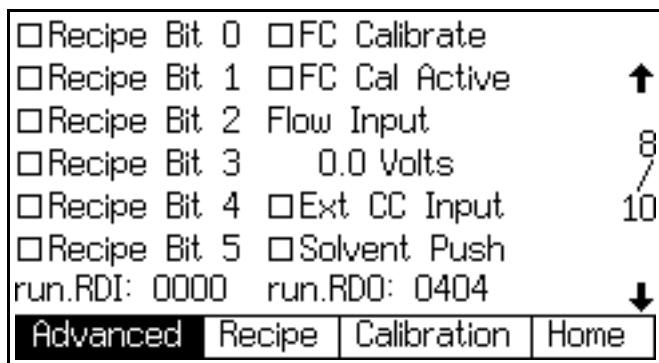 Recipe Bit 0 FC Calibrate
Recipe Bit 1 FC Cal Active
Recipe Bit 2 Flow Input
Recipe Bit 3 0.0 Volts
8/10
Recipe Bit 4 Ext CC Input
Recipe Bit 5 Solvent Push
run.RDI: 0000 run.RDO: 0404
Advanced Recipe Calibration Home